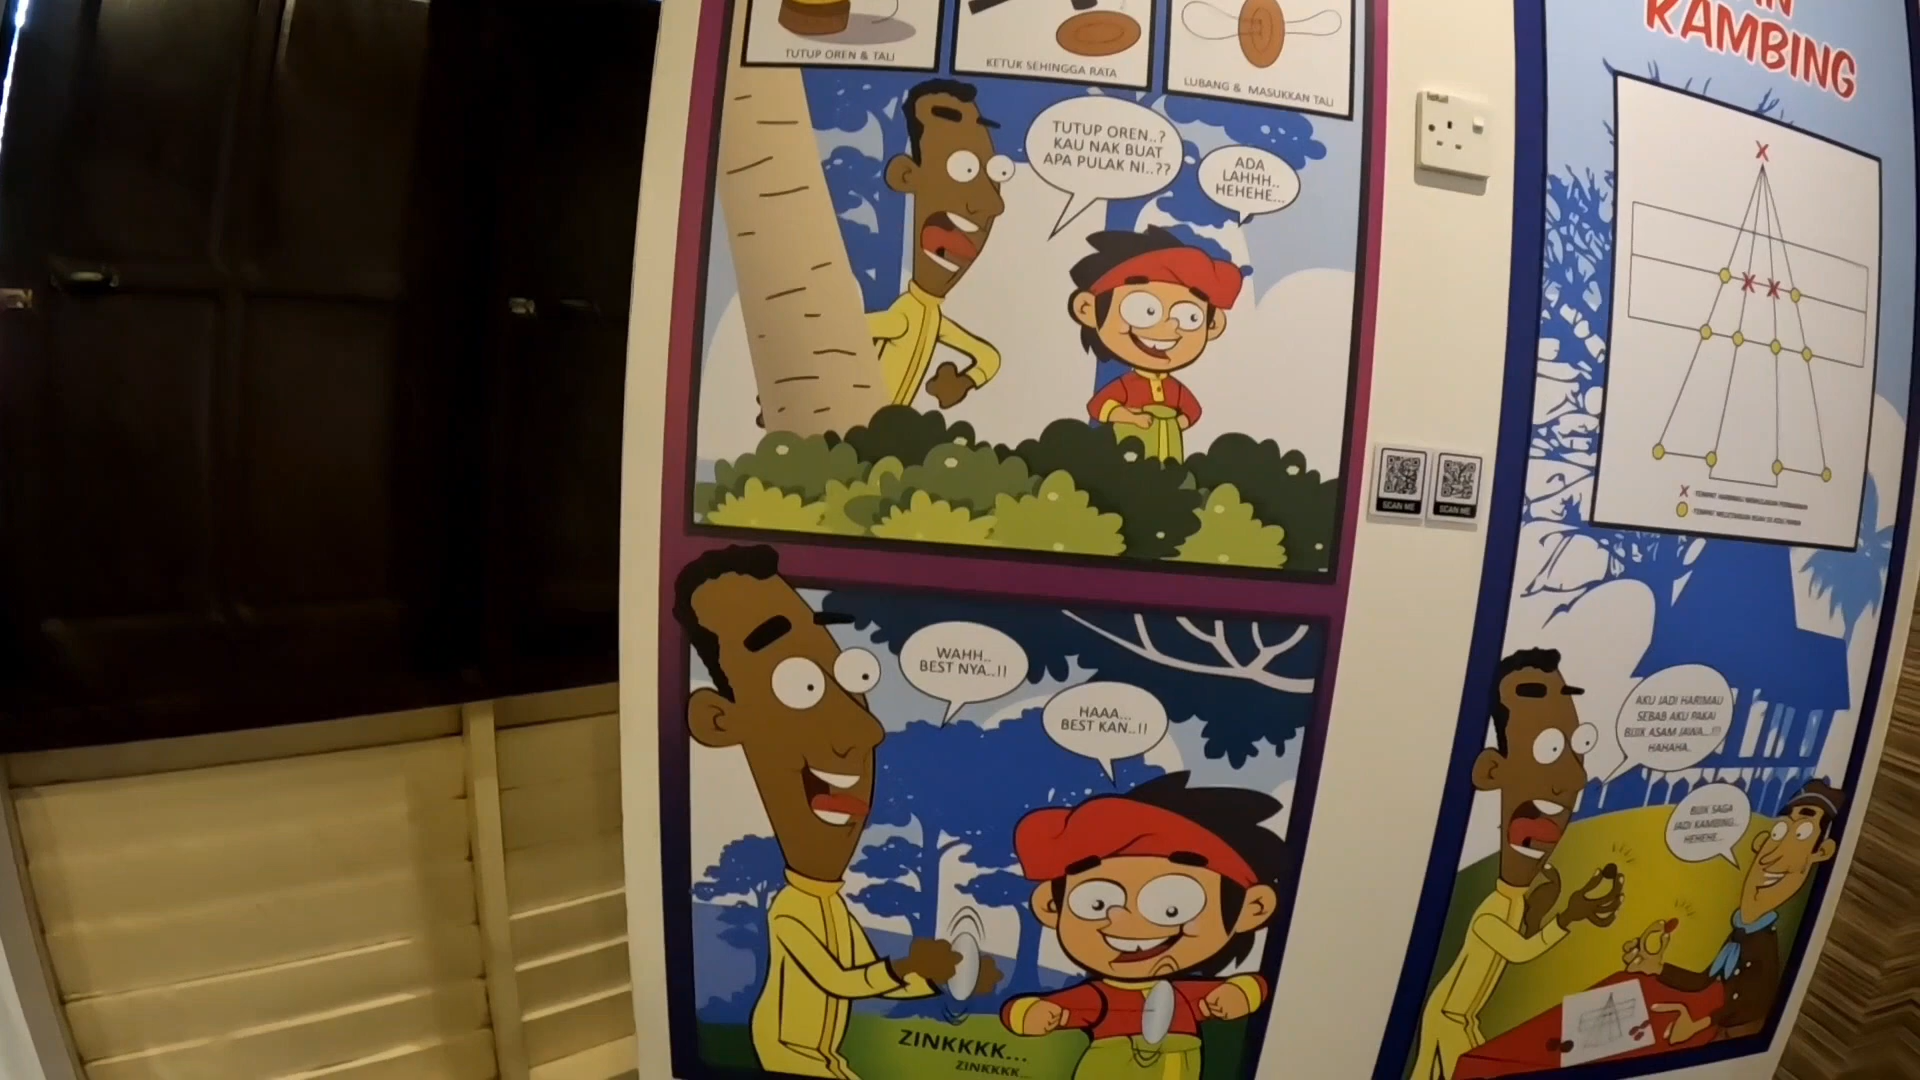 TUTUP OREN & TALI
KETUK SEHINGGA RATA
LUBANG & MASUKKAN TALI
TUTUP OREN..?
KAU NAK BUAT
APA PULAK NI..??
ADA
LAHHH..
HEHEHE...
WAHH..
BEST NYA..!!
HAAA...
BEST KAN..!!
ZINKKKK...
ZINKKKK...
SCAN ME
SCAN ME
KAMBING
X
X X
X
AKU JADI HARIMAU
SEBAB AKU PAKAI
BIJIK ASAM JAWA...!!!
HAHAHA..
BIJIK SAGA
JADI KAMBING..
HEHEHE...